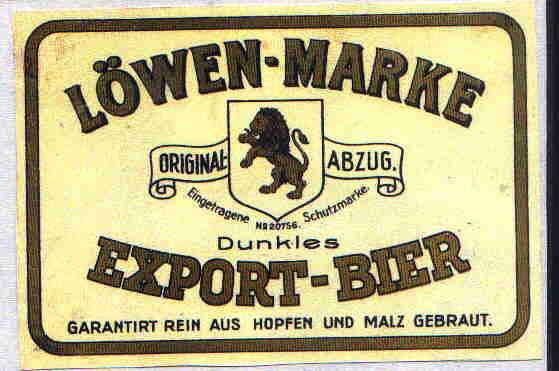 LÖWEN-MARKE
ORIGINAL-ABZUG.
Eingetragene Schutzmarke.
No 20756.
Dunkles
EXPORT-BIER
GARANTIRT REIN AUS HOPFEN UND MALZ GEBRAUT.